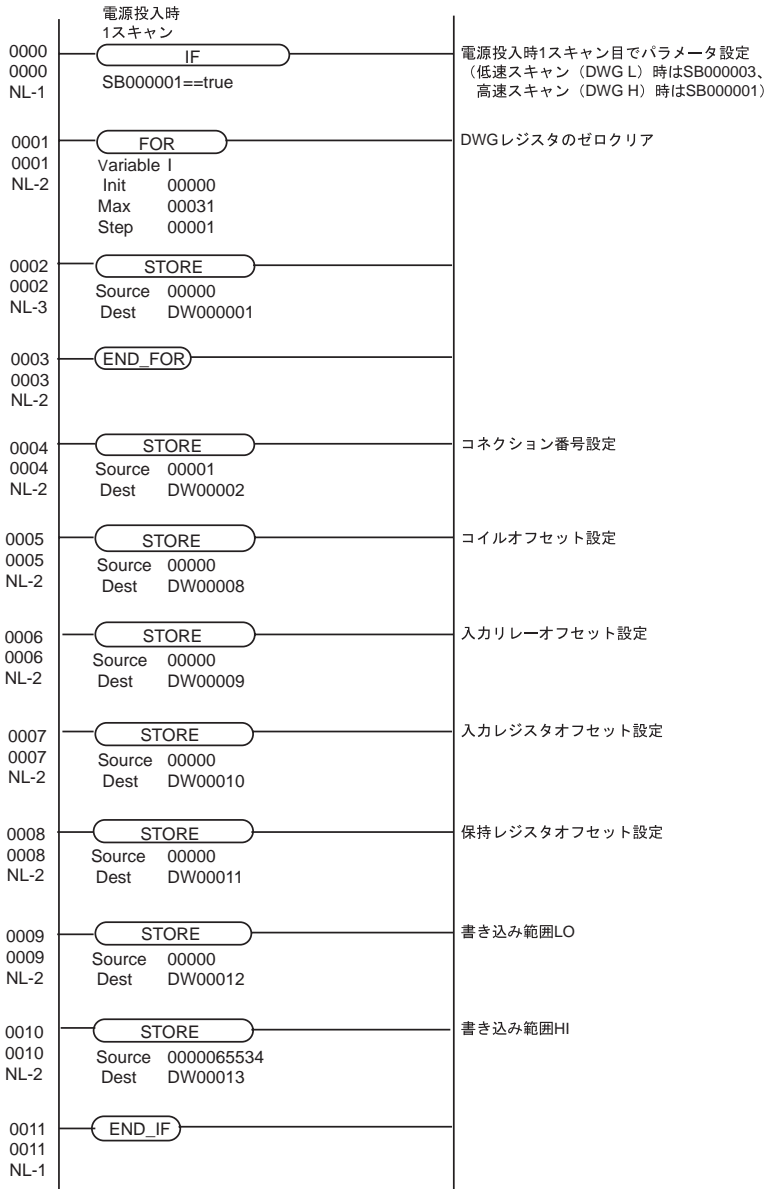 電源投入時
1スキャン
0000
0000
NL-1
IF
SB000001==true
電源投入時1スキャン目でパラメータ設定
（低速スキャン（DWG L）時はSB000003、
高速スキャン（DWG H）時はSB000001）
0001
0001
NL-2
FOR
Variable I
Init 00000
Max 00031
Step 00001
DWGレジスタのゼロクリア
0002
0002
NL-3
STORE
Source 00000
Dest DW000001
0003
0003
NL-2
END_FOR
0004
0004
NL-2
STORE
Source 00001
Dest DW00002
コネクション番号設定
0005
0005
NL-2
STORE
Source 00000
Dest DW00008
コイルオフセット設定
0006
0006
NL-2
STORE
Source 00000
Dest DW00009
入力リレーオフセット設定
0007
0007
NL-2
STORE
Source 00000
Dest DW00010
入力レジスタオフセット設定
0008
0008
NL-2
STORE
Source 00000
Dest DW00011
保持レジスタオフセット設定
0009
0009
NL-2
STORE
Source 00000
Dest DW00012
書き込み範囲LO
0010
0010
NL-2
STORE
Source 0000065534
Dest DW00013
書き込み範囲HI
0011
0011
NL-1
END_IF